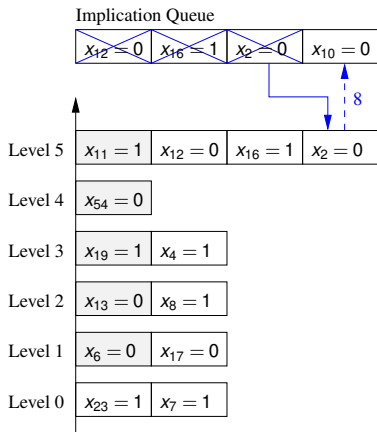 Implication Queue
x₁₂ = 0 x₁₆ = 1 x₂ = 0 x₁₀ = 0
8
Level 5 x₁₁ = 1 x₁₂ = 0 x₁₆ = 1 x₂ = 0
Level 4 x₅₄ = 0
Level 3 x₁₉ = 1 x₄ = 1
Level 2 x₁₃ = 0 x₈ = 1
Level 1 x₆ = 0 x₁₇ = 0
Level 0 x₂₃ = 1 x₇ = 1